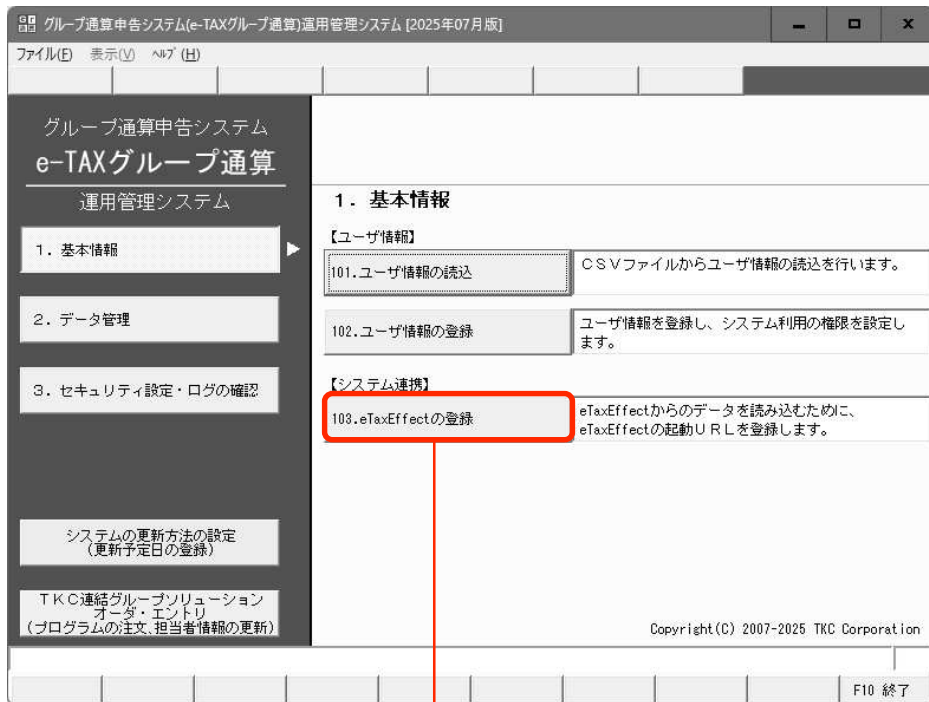 グループ通算申告システム(e-TAXグループ通算)運用管理システム [2025年07月版]
ファイル(F) 表示(V) ヘルプ(H)
グループ通算申告システム
e-TAXグループ通算
運用管理システム
1. 基本情報
2. データ管理
3. セキュリティ設定・ログの確認
システムの更新方法の設定
(更新予定日の登録)
TKC連結グループソリューション
オーダ・エントリ
(プログラムの注文、担当者情報の更新)
1. 基本情報
【ユーザ情報】
101.ユーザ情報の読込
CSVファイルからユーザ情報の読込を行います。
102.ユーザ情報の登録
ユーザ情報を登録し、システム利用の権限を設定し
ます。
【システム連携】
103.eTaxEffectの登録
eTaxEffectからのデータを読み込むために、
eTaxEffectの起動URLを登録します。
Copyright(C) 2007-2025 TKC Corporation
F10 終了